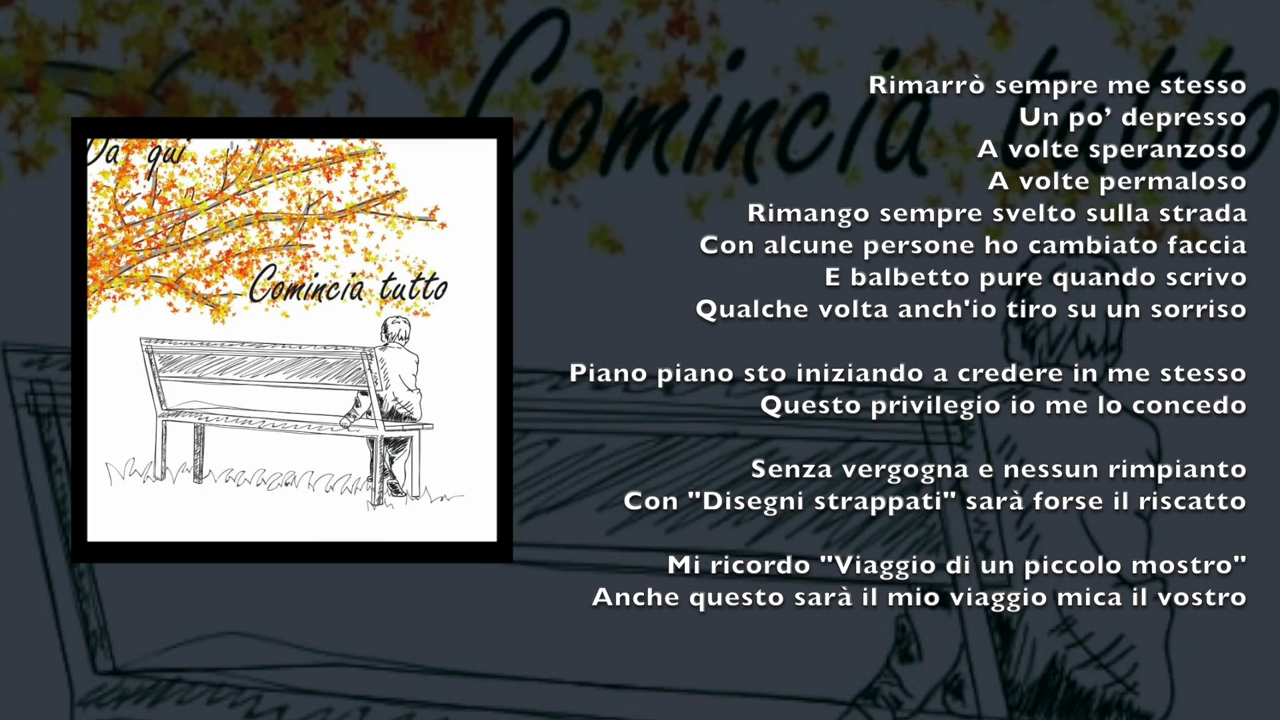 Da qui
Comincia tutto
Comincia tutto
Rimarrò sempre me stesso
Un po’ depresso
A volte speranzoso
A volte permaloso
Rimango sempre svelto sulla strada
Con alcune persone ho cambiato faccia
E balbetto pure quando scrivo
Qualche volta anch'io tiro su un sorriso
Piano piano sto iniziando a credere in me stesso
Questo privilegio io me lo concedo
Senza vergogna e nessun rimpianto
Con "Disegni strappati" sarà forse il riscatto
Mi ricordo "Viaggio di un piccolo mostro"
Anche questo sarà il mio viaggio mica il vostro